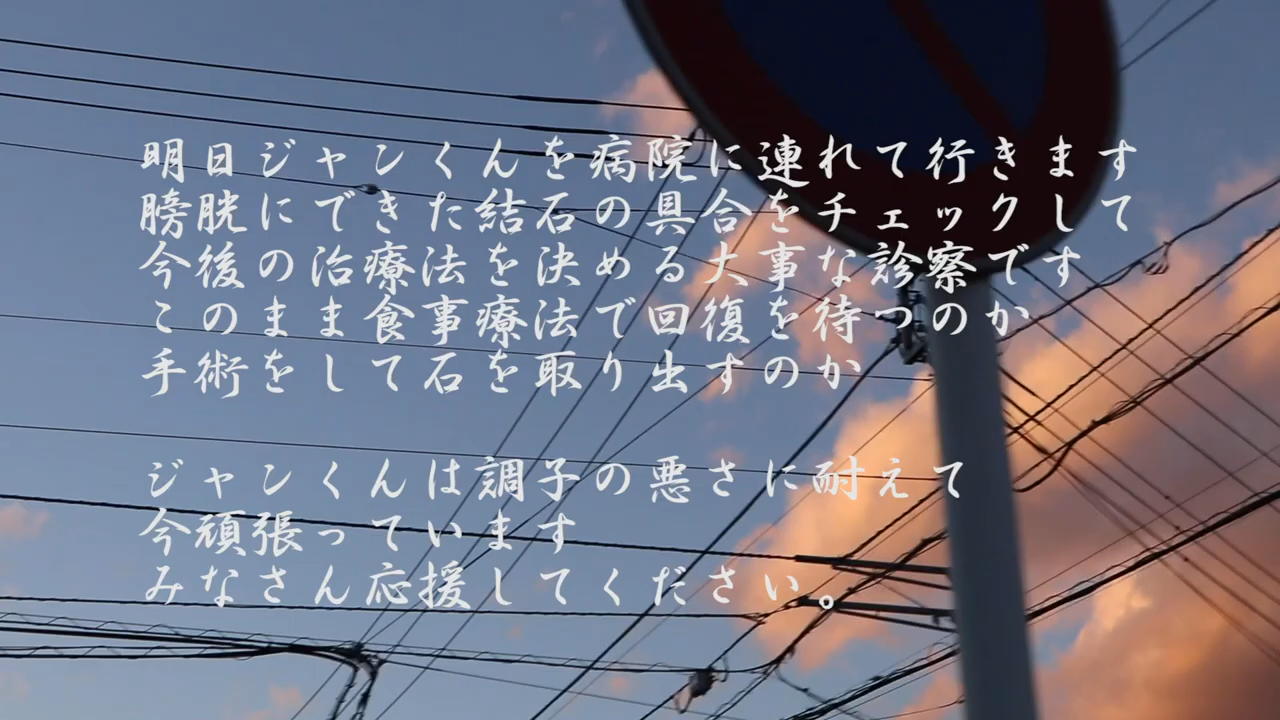 明日ジャンくんを病院に連れて行きます
膀胱にできた結石の具合をチェックして
今後の治療法を決める大事な診察です
このまま食事療法で回復を待つのか
手術をして石を取り出すのか
ジャンくんは調子の悪さに耐えて
今頑張っています
みなさん応援してください。